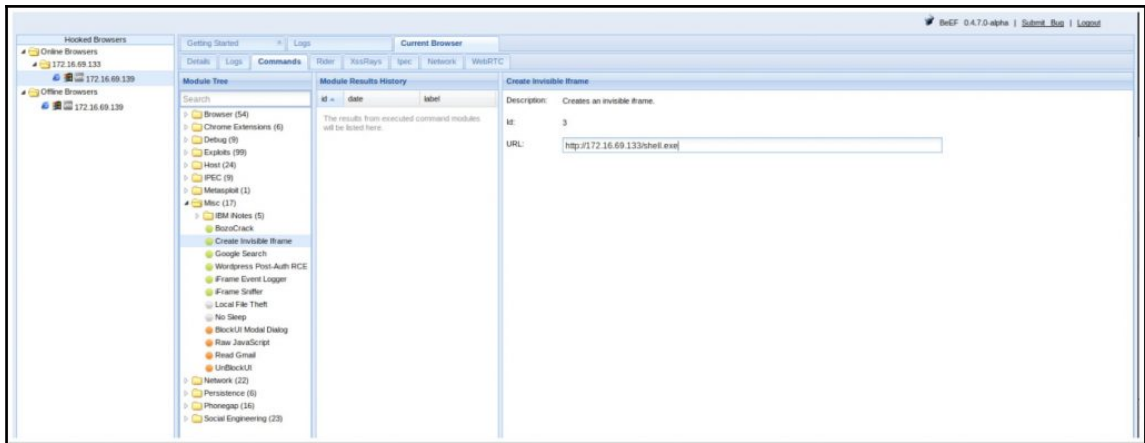 BeEF 0.4.7.0-alpha | Submit Bug | Logout
Hooked Browsers
Online Browsers
172.16.69.133
172.16.69.139
Offline Browsers
172.16.69.139
Getting Started
Logs
Current Browser
Details
Logs
Commands
Rider
XssRays
Ipec
Network
WebRTC
Module Tree
Search
Browser (54)
Chrome Extensions (6)
Debug (9)
Exploits (99)
Host (24)
IPEC (9)
Metasploit (1)
Misc (17)
IBM iNotes (5)
BozoCrack
Create Invisible Iframe
Google Search
Wordpress Post-Auth RCE
iFrame Event Logger
iFrame Sniffer
Local File Theft
No Sleep
BlockUI Modal Dialog
Raw JavaScript
Read Gmail
UnBlockUI
Network (22)
Persistence (6)
Phonegap (16)
Social Engineering (23)
Module Results History
id
date
label
The results from executed command modules
will be listed here.
Create Invisible Iframe
Description: Creates an invisible iframe.
Id: 3
URL: http://172.16.69.133/shell.exe